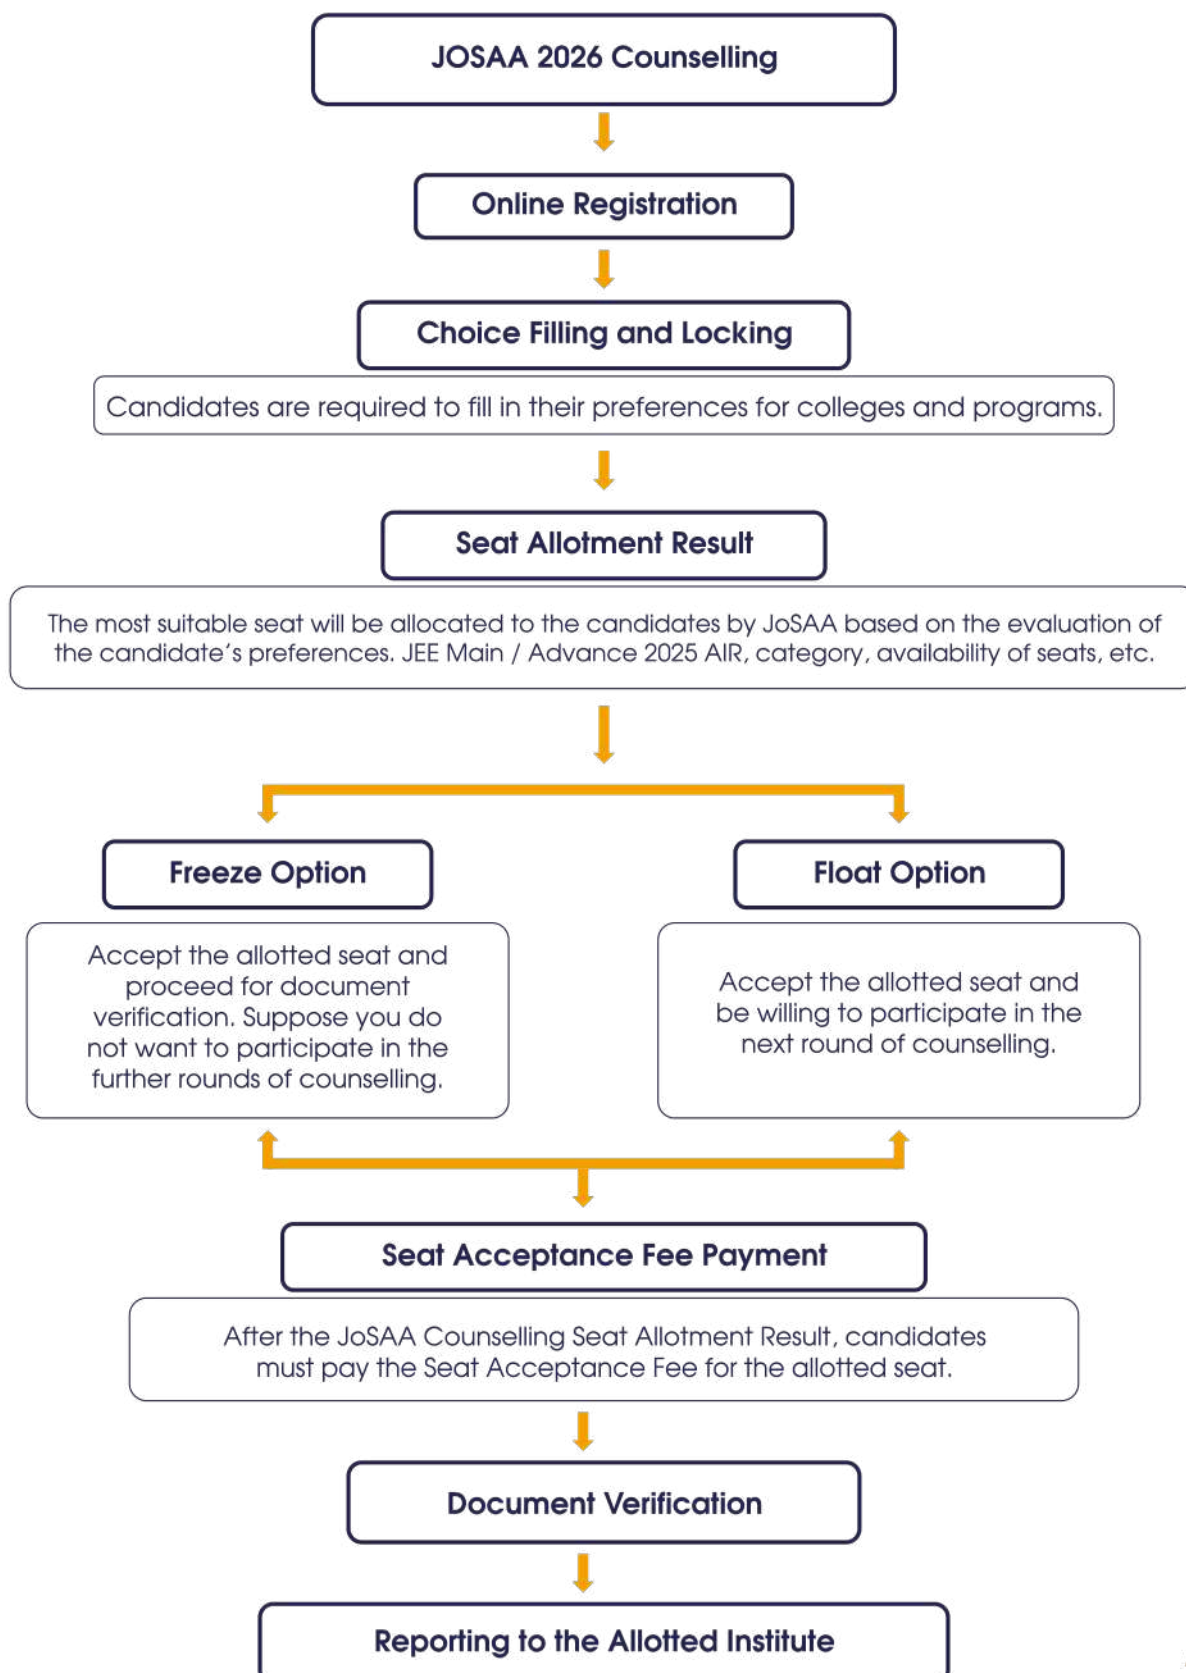 JOSAA 2026 Counselling
Online Registration
Choice Filling and Locking
Candidates are required to fill in their preferences for colleges and programs.
Seat Allotment Result
The most suitable seat will be allocated to the candidates by JoSAA based on the evaluation of
the candidate's preferences. JEE Main / Advance 2025 AIR, category, availability of seats, etc.
Freeze Option
Accept the allotted seat and
proceed for document
verification. Suppose you do
not want to participate in the
further rounds of counselling.
Float Option
Accept the allotted seat and
be willing to participate in the
next round of counselling.
Seat Acceptance Fee Payment
After the JoSAA Counselling Seat Allotment Result, candidates
must pay the Seat Acceptance Fee for the allotted seat.
Document Verification
Reporting to the Allotted Institute